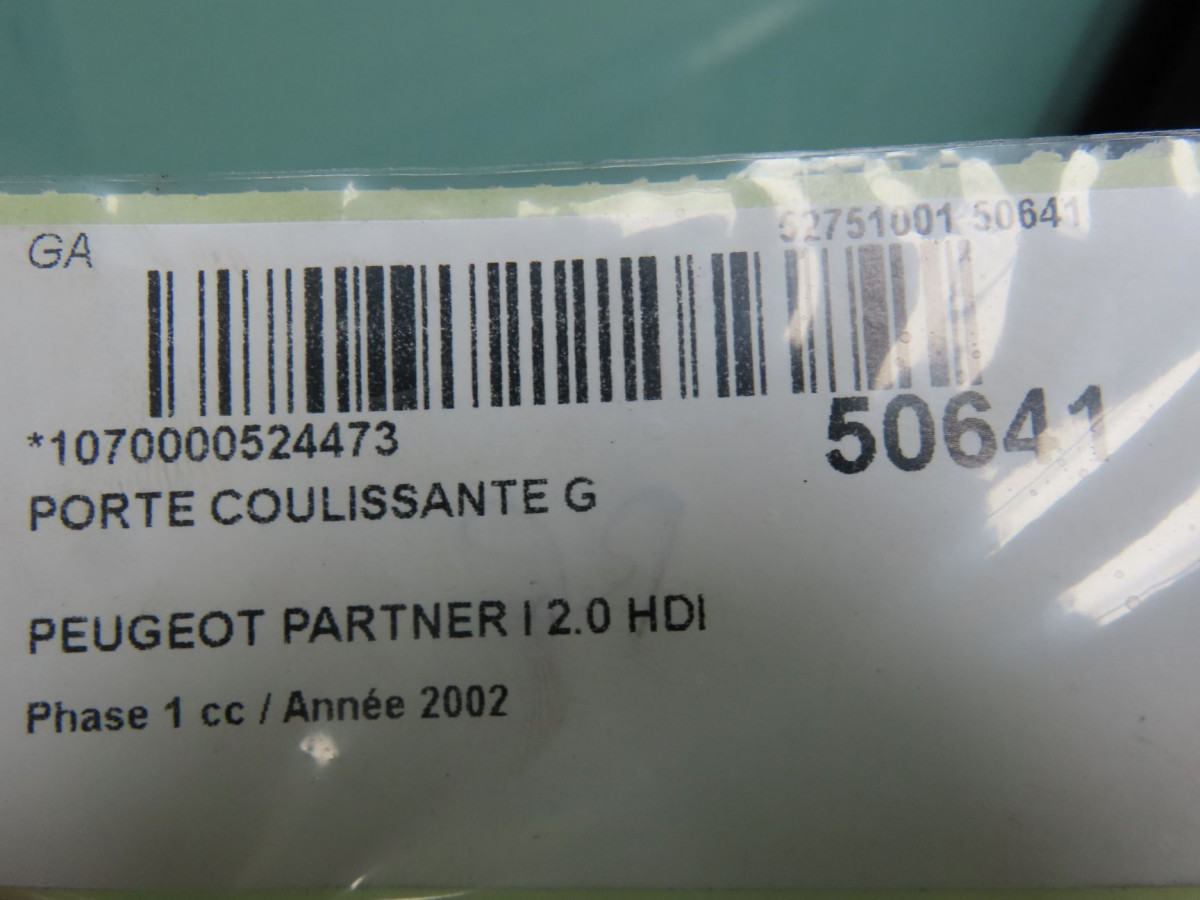 GA
52751001 50641
*1070000524473
50641
PORTE COULISSANTE G
PEUGEOT PARTNER I 2.0 HDI
Phase 1 cc / Année 2002